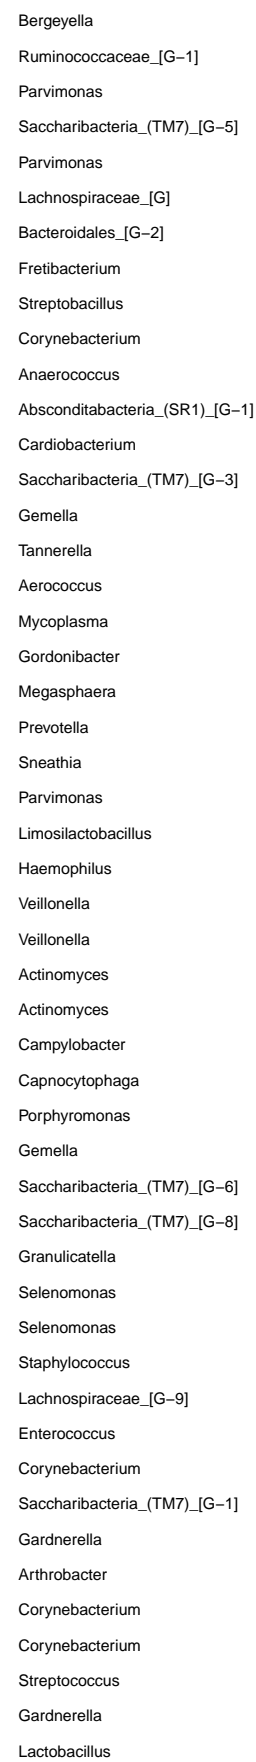 Bergeyella
Ruminococcaceae_[G−1]
Parvimonas
Saccharibacteria_(TM7)_[G−5]
Parvimonas
Lachnospiraceae_[G]
Bacteroidales_[G−2]
Fretibacterium
Streptobacillus
Corynebacterium
Anaerococcus
Absconditabacteria_(SR1)_[G−1]
Cardiobacterium
Saccharibacteria_(TM7)_[G−3]
Gemella
Tannerella
Aerococcus
Mycoplasma
Gordonibacter
Megasphaera
Prevotella
Sneathia
Parvimonas
Limosilactobacillus
Haemophilus
Veillonella
Veillonella
Actinomyces
Actinomyces
Campylobacter
Capnocytophaga
Porphyromonas
Gemella
Saccharibacteria_(TM7)_[G−6]
Saccharibacteria_(TM7)_[G−8]
Granulicatella
Selenomonas
Selenomonas
Staphylococcus
Lachnospiraceae_[G−9]
Enterococcus
Corynebacterium
Saccharibacteria_(TM7)_[G−1]
Gardnerella
Arthrobacter
Corynebacterium
Corynebacterium
Streptococcus
Gardnerella
Lactobacillus